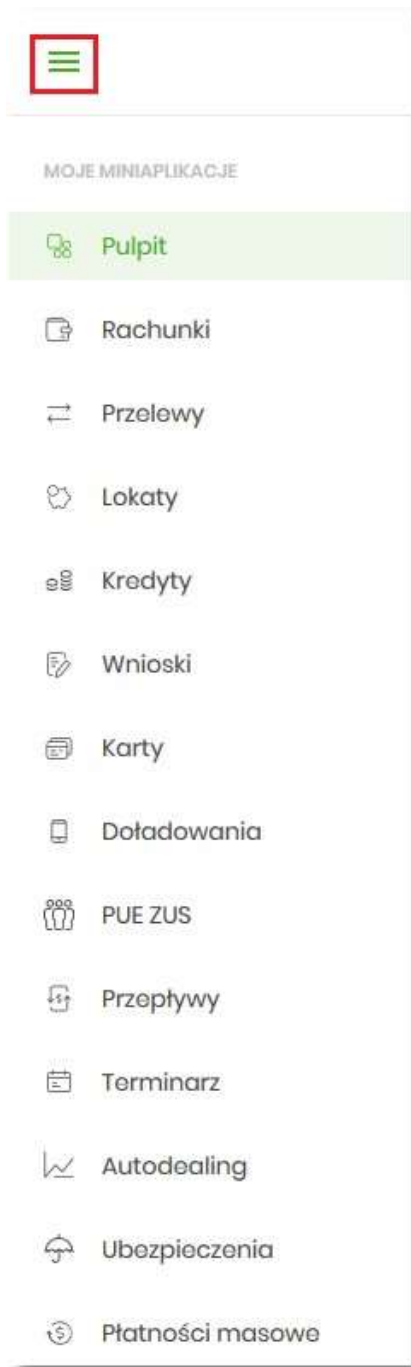 MOJE MINIAPLIKACJE
Pulpit
Rachunki
Przelewy
Lokaty
Kredyty
Wnioski
Karty
Doładowania
PUE ZUS
Przepływy
Terminarz
Autodealing
Ubezpieczenia
Płatności masowe